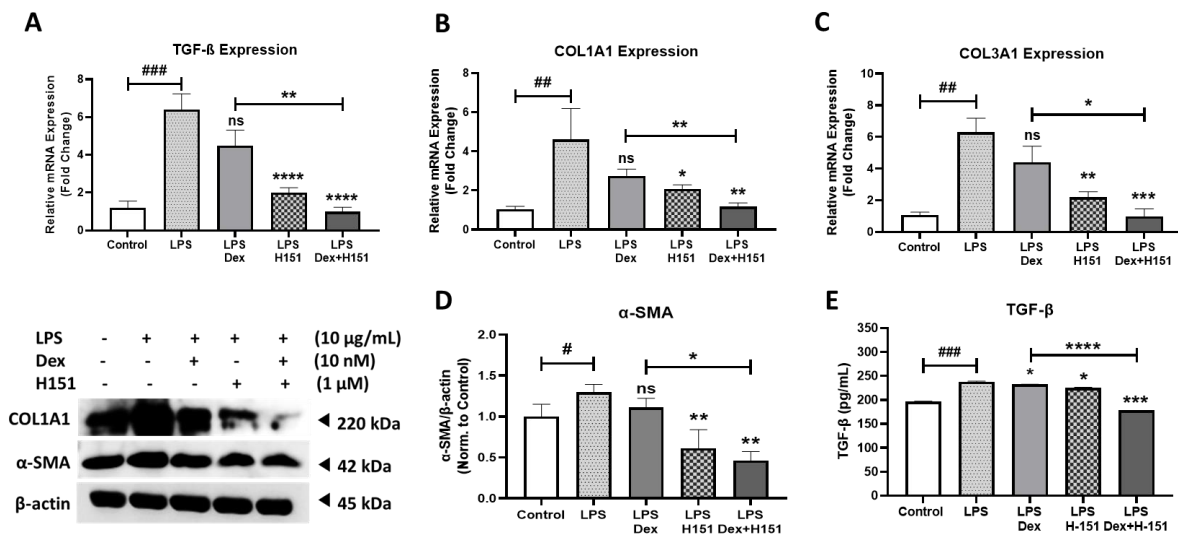 A
TGF-ß Expression
Relative mRNA Expression
(Fold Change)
8
6
4
2
0
###
ns
**
****
****
Control
LPS
LPS
Dex
LPS
H151
LPS
Dex+H151
B
COL1A1 Expression
Relative mRNA Expression
(Fold Change)
8
6
4
2
0
##
ns
**
*
**
Control
LPS
LPS
Dex
LPS
H151
LPS
Dex+H151
C
COL3A1 Expression
Relative mRNA Expression
(Fold Change)
10
8
6
4
2
0
##
ns
*
**
***
Control
LPS
LPS
Dex
LPS
H151
LPS
Dex+H151
LPS - + + + + (10 µg/mL)
Dex - - + - + (10 nM)
H151 - - - + + (1 µM)
COL1A1 ◄ 220 kDa
α-SMA ◄ 42 kDa
β-actin ◄ 45 kDa
D
α-SMA
α-SMA/β-actin
(Norm. to Control)
2.0
1.5
1.0
0.5
0.0
#
ns
*
**
**
Control
LPS
LPS
Dex
LPS
H151
LPS
Dex+H151
E
TGF-β
TGF-β (pg/mL)
350
300
250
200
150
100
50
0
###
****
*
*
***
Control
LPS
LPS
Dex
LPS
H-151
LPS
Dex+H-151